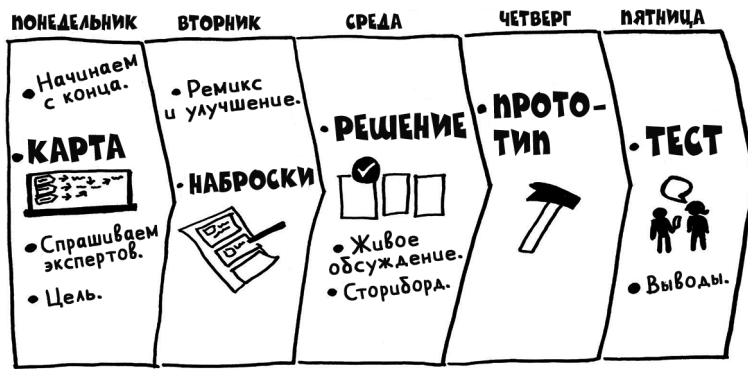 ПОНЕДЕЛЬНИК
• Начинаем
с конца.
• КАРТА
• Спрашиваем
экспертов.
• Цель.
ВТОРНИК
• Ремикс
и улучшение.
• НАБРОСКИ
СРЕДА
• РЕШЕНИЕ
• Живое
обсуждение.
• Сториборд.
ЧЕТВЕРГ
• ПРОТО-
ТИП
ПЯТНИЦА
• ТЕСТ
• Выводы.